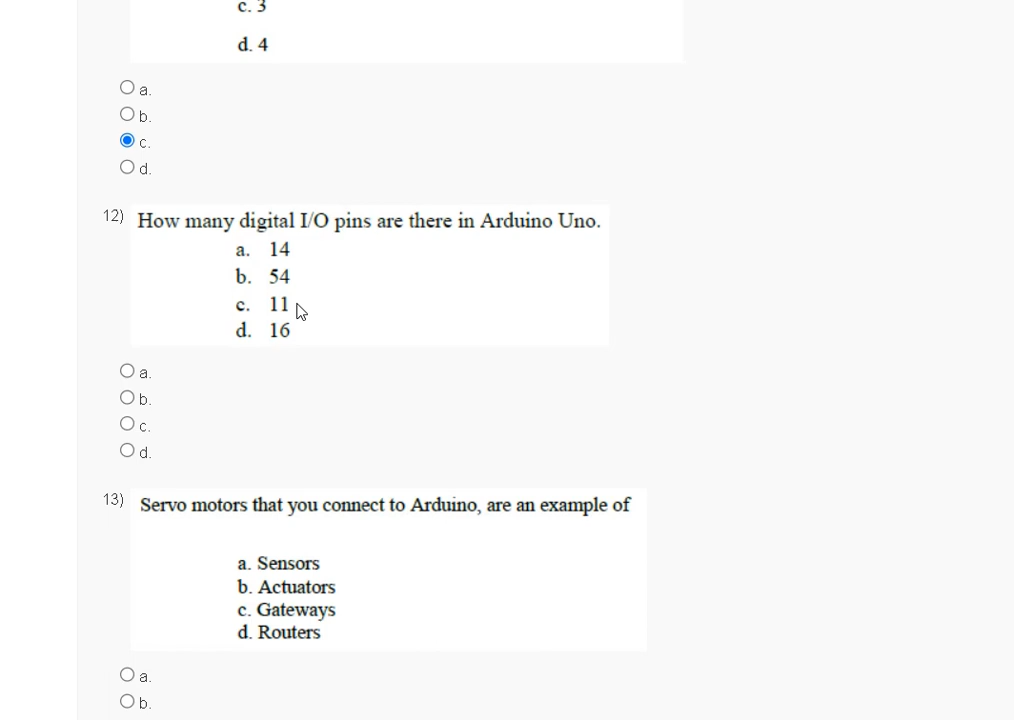 c. 3
d. 4
a.
b.
c.
d.
12) How many digital I/O pins are there in Arduino Uno.
a. 14
b. 54
c. 11
d. 16
a.
b.
c.
d.
13) Servo motors that you connect to Arduino, are an example of
a. Sensors
b. Actuators
c. Gateways
d. Routers
a.
b.